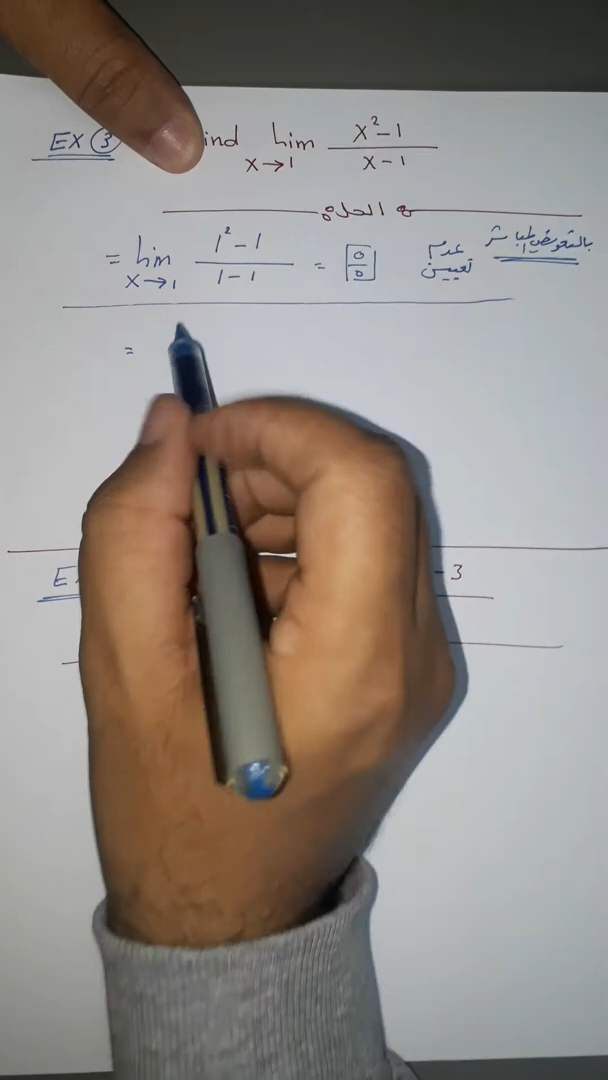 EX ③ ind lim x²-1 / x-1
x→1
الحل:
= lim 1²-1 / 1-1 = 0/0 عدم تعيين بالتعويض المباشر
x→1
=
E
-3